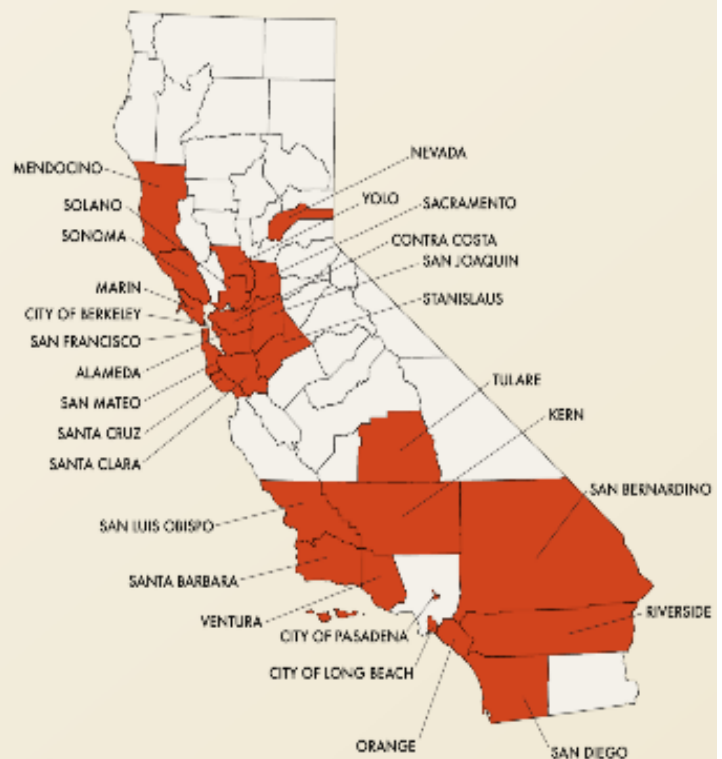 NEVADA
MENDOCINO
YOLO
SOLANO
SACRAMENTO
SONOMA
CONTRA COSTA
SAN JOAQUIN
MARIN
STANISLAUS
CITY OF BERKELEY
SAN FRANCISCO
ALAMEDA
TULARE
SAN MATEO
KERN
SANTA CRUZ
SANTA CLARA
SAN BERNARDINO
SAN LUIS OBISPO
SANTA BARBARA
RIVERSIDE
VENTURA
CITY OF PASADENA
CITY OF LONG BEACH
ORANGE
SAN DIEGO